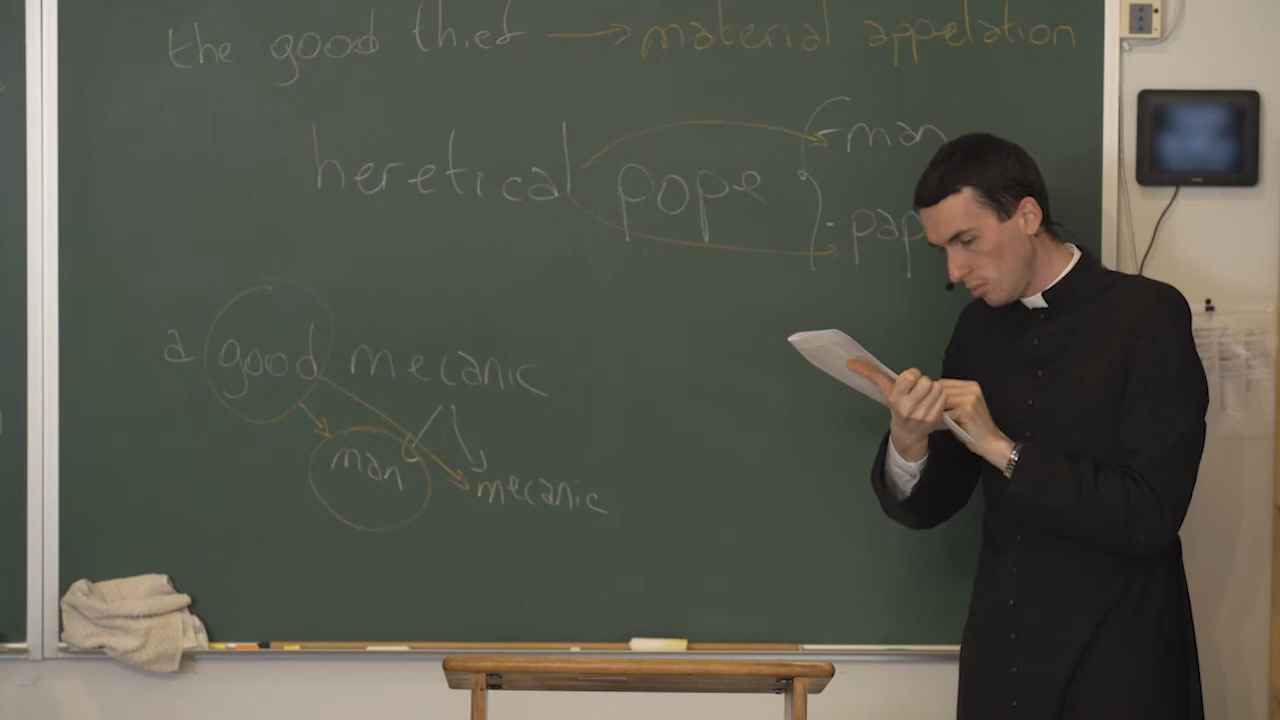 the good thief → material appelation
heretical pope
- man
- pap
a good mecanic
man
mecanic